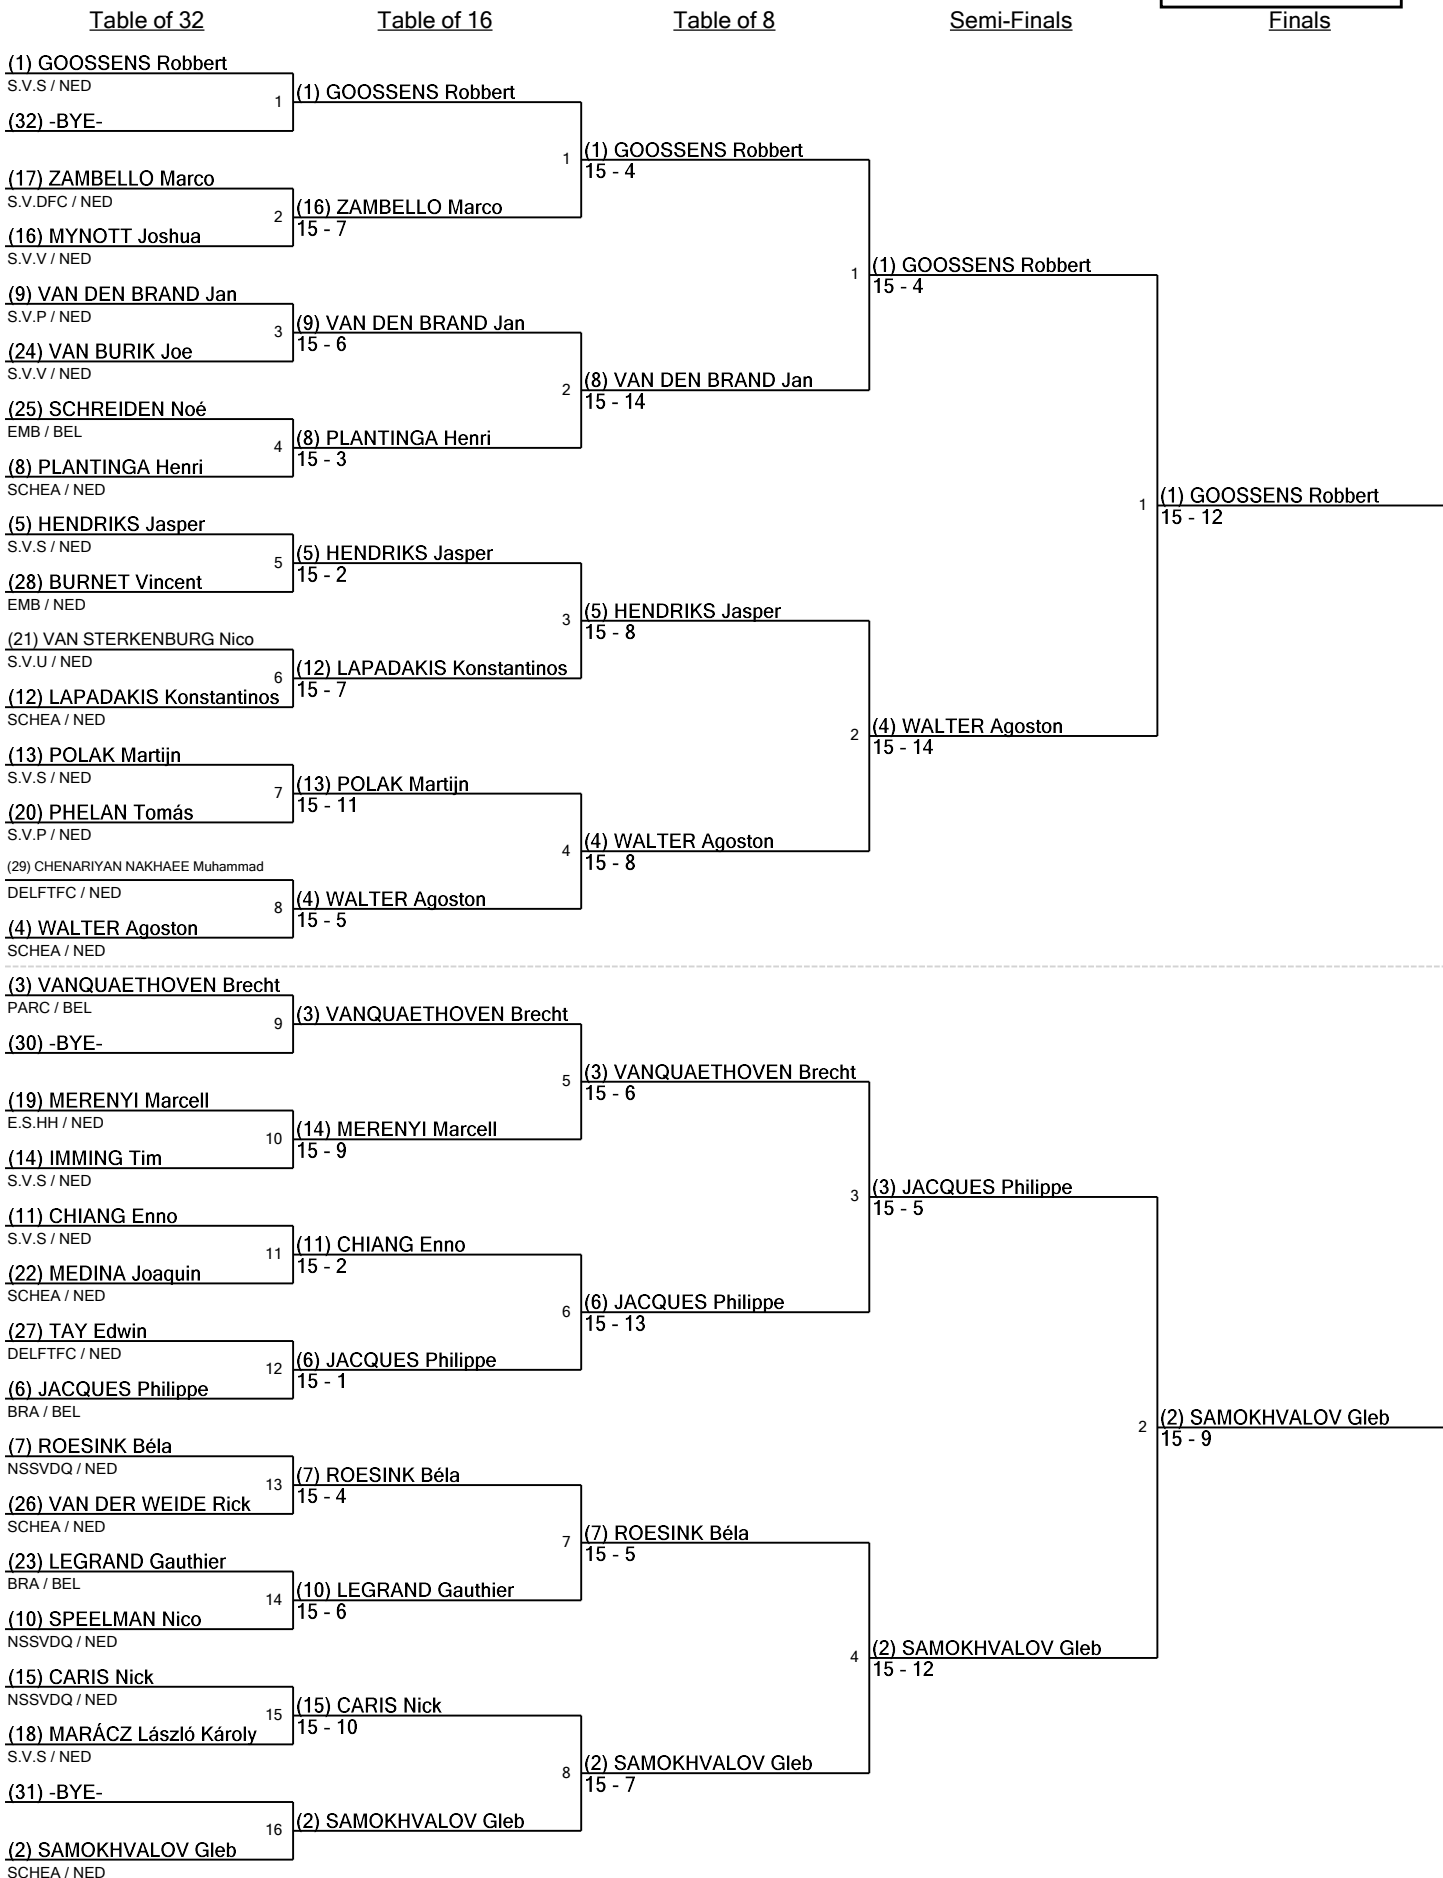 Table of 32
Table of 16
Table of 8
Semi-Finals
Finals
(1) GOOSSENS Robbert
S.V.S / NED
(32) -BYE-
(17) ZAMBELLO Marco
S.V.DFC / NED
(16) MYNOTT Joshua
S.V.V / NED
(9) VAN DEN BRAND Jan
S.V.P / NED
(24) VAN BURIK Joe
S.V.V / NED
(25) SCHREIDEN Noé
EMB / BEL
(8) PLANTINGA Henri
SCHEA / NED
(5) HENDRIKS Jasper
S.V.S / NED
(28) BURNET Vincent
EMB / NED
(21) VAN STERKENBURG Nico
S.V.U / NED
(12) LAPADAKIS Konstantinos
SCHEA / NED
(13) POLAK Martijn
S.V.S / NED
(20) PHELAN Tomás
S.V.P / NED
(29) CHENARIYAN NAKHAEE Muhammad
DELFTFC / NED
(4) WALTER Agoston
SCHEA / NED
(3) VANQUAETHOVEN Brecht
PARC / BEL
(30) -BYE-
(19) MERENYI Marcell
E.S.HH / NED
(14) IMMING Tim
S.V.S / NED
(11) CHIANG Enno
S.V.S / NED
(22) MEDINA Joaquin
SCHEA / NED
(27) TAY Edwin
DELFTFC / NED
(6) JACQUES Philippe
BRA / BEL
(7) ROESINK Béla
NSSVDQ / NED
(26) VAN DER WEIDE Rick
SCHEA / NED
(23) LEGRAND Gauthier
BRA / BEL
(10) SPEELMAN Nico
NSSVDQ / NED
(15) CARIS Nick
NSSVDQ / NED
(18) MARÁCZ László Károly
S.V.S / NED
(31) -BYE-
(2) SAMOKHVALOV Gleb
SCHEA / NED
1 (1) GOOSSENS Robbert
2 (16) ZAMBELLO Marco
15 - 7
3 (9) VAN DEN BRAND Jan
15 - 6
4 (8) PLANTINGA Henri
15 - 3
5 (5) HENDRIKS Jasper
15 - 2
6 (12) LAPADAKIS Konstantinos
15 - 7
7 (13) POLAK Martijn
15 - 11
8 (4) WALTER Agoston
15 - 5
9 (3) VANQUAETHOVEN Brecht
10 (14) MERENYI Marcell
15 - 9
11 (11) CHIANG Enno
15 - 2
12 (6) JACQUES Philippe
15 - 1
13 (7) ROESINK Béla
15 - 4
14 (10) LEGRAND Gauthier
15 - 6
15 (15) CARIS Nick
15 - 10
16 (2) SAMOKHVALOV Gleb
1 (1) GOOSSENS Robbert
15 - 4
2 (8) VAN DEN BRAND Jan
15 - 14
3 (5) HENDRIKS Jasper
15 - 8
4 (4) WALTER Agoston
15 - 8
5 (3) VANQUAETHOVEN Brecht
15 - 6
6 (6) JACQUES Philippe
15 - 13
7 (7) ROESINK Béla
15 - 5
8 (2) SAMOKHVALOV Gleb
15 - 7
1 (1) GOOSSENS Robbert
15 - 4
2 (4) WALTER Agoston
15 - 14
3 (3) JACQUES Philippe
15 - 5
4 (2) SAMOKHVALOV Gleb
15 - 12
1 (1) GOOSSENS Robbert
15 - 12
2 (2) SAMOKHVALOV Gleb
15 - 9